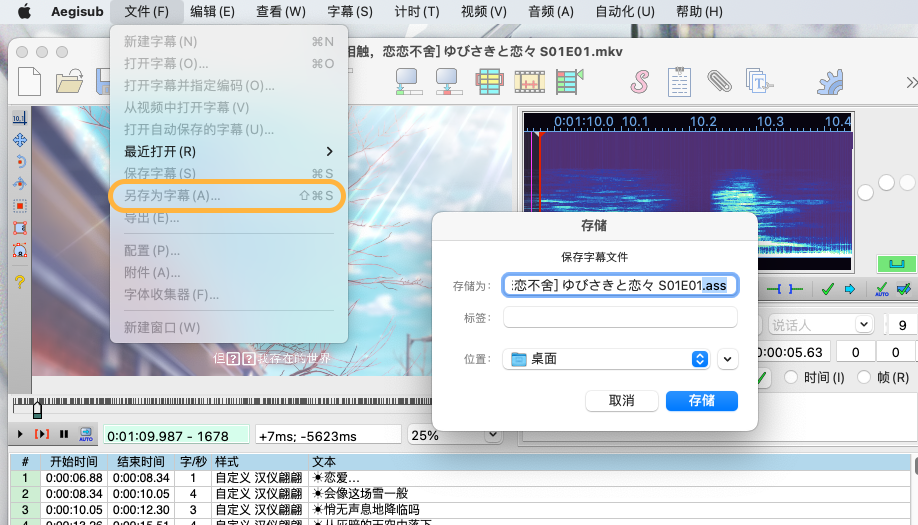 Aegisub 文件(F) 编辑(E) 查看(W) 字幕(S) 计时(T) 视频(V) 音频(A) 自动化(U) 帮助(H)
相触，恋恋不舍] ゆびさきと恋々 S01E01.mkv
新建字幕(N) ⌘N
打开字幕(O)... ⌘O
打开字幕并指定编码(O)...
从视频中打开字幕(V)
打开自动保存的字幕(U)...
最近打开(R)
保存字幕(S) ⌘S
另存为字幕(A)... ⇧⌘S
导出(E)...
配置(P)...
附件(A)...
字体收集器(F)...
新建窗口(W)
0:01:10.0 10.1 10.2 10.3 10.4
存储
保存字幕文件
存储为： 恋不舍] ゆびさきと恋々 S01E01.ass
标签：
位置： 桌面
取消 存储
但??我存在的世界
说话人 9
0:00:05.63 0 0
时间(I) 帧(R)
AUTO
AUTO 0:01:09.987 - 1678 +7ms; -5623ms 25%
# 开始时间 结束时间 字/秒 样式 文本
1 0:00:06.88 0:00:08.34 1 自定义 汉仪翩翩 ☀恋爱...
2 0:00:08.34 0:00:10.05 4 自定义 汉仪翩翩 ☀会像这场雪一般
3 0:00:10.05 0:00:12.30 3 自定义 汉仪翩翩 ☀悄无声息地降临吗
4 0:00:13.26 0:00:15.51 4 自定义 汉仪翩翩 ☀从灰暗的天空中落下